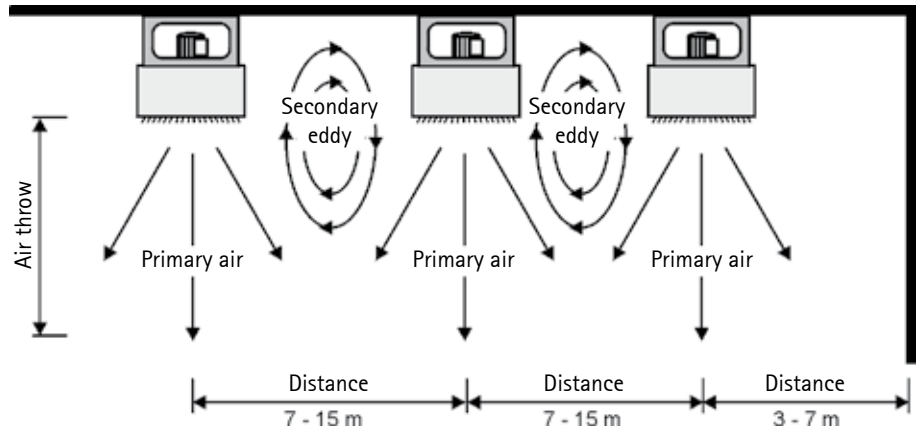 Secondary
eddy
Secondary
eddy
Air throw
Primary air
Primary air
Primary air
Distance
7 - 15 m
Distance
7 - 15 m
Distance
3 - 7 m